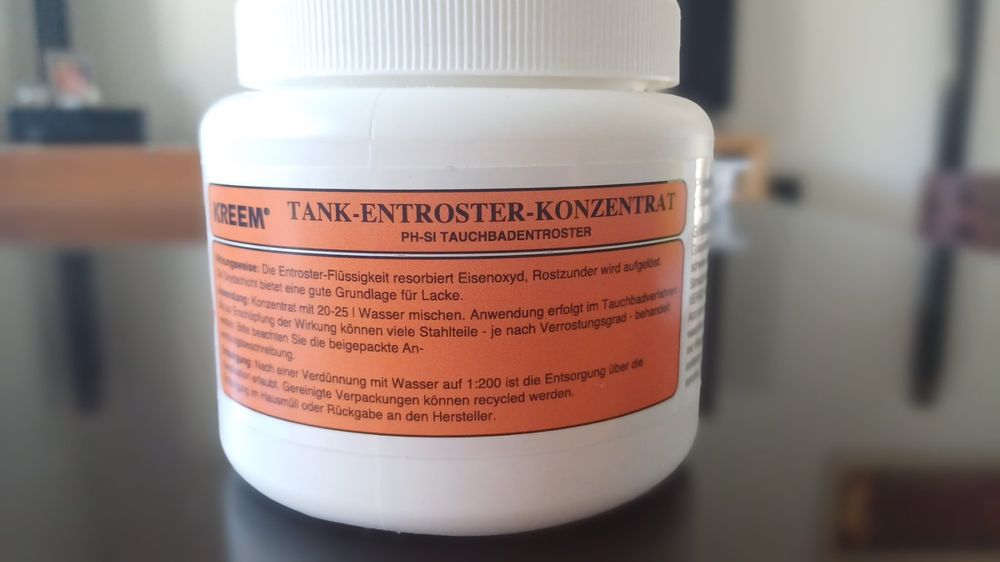 KREEM® TANK-ENTROSTER-KONZENTRAT
PH-SI TAUCHBADENTROSTER
Die Entroster-Flüssigkeit resorbiert Eisenoxyd, Rostzunder wird aufgelöst.
bietet eine gute Grundlage für Lacke.
Konzentrat mit 20-25 l Wasser mischen. Anwendung erfolgt im Tauchbadverfahren.
Erschöpfung der Wirkung können viele Stahlteile - je nach Verrostungsgrad - behandelt
Bitte beachten Sie die beigepackte An-
Nach einer Verdünnung mit Wasser auf 1:200 ist die Entsorgung über die
erlaubt. Gereinigte Verpackungen können recycled werden.
im Hausmüll oder Rückgabe an den Hersteller.